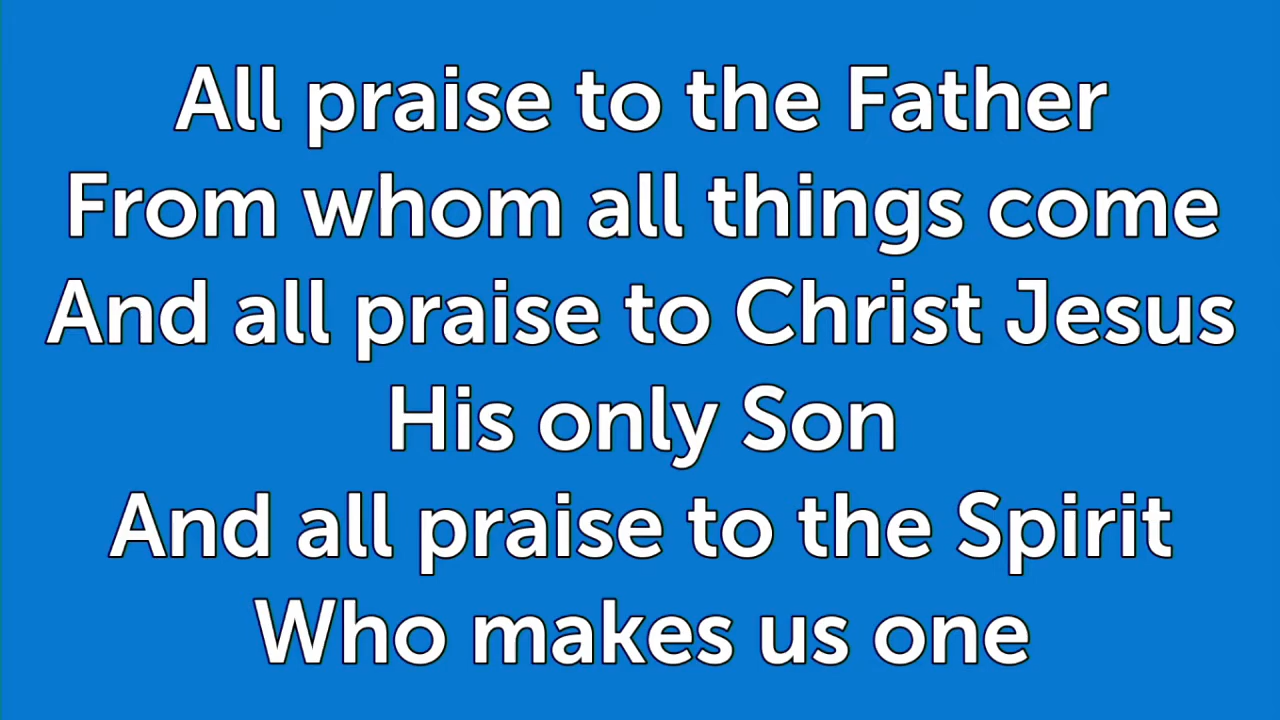 All praise to the Father
From whom all things come
And all praise to Christ Jesus
His only Son
And all praise to the Spirit
Who makes us one